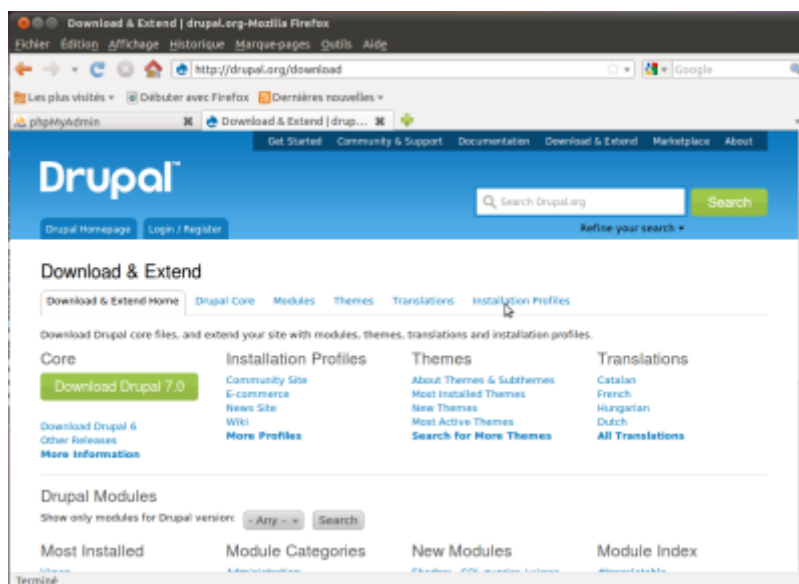 Download & Extend | drupal.org-Mozilla Firefox
Fichier Édition Affichage Historique Marque-pages Outils Aide
http://drupal.org/download Google
Les plus visités Débuter avec Firefox Dernières nouvelles
phpMyAdmin Download & Extend | drup...
Get Started Community & Support Documentation Download & Extend Marketplace About
Drupal™
Search Drupal.org Search
Drupal Homepage Login / Register Refine your search
Download & Extend
Download & Extend Home Drupal Core Modules Themes Translations Installation Profiles
Download Drupal core files, and extend your site with modules, themes, translations and installation profiles.
Core Installation Profiles Themes Translations
Download Drupal 7.0 Community Site About Themes & Subthemes Catalan
E-commerce Most Installed Themes French
News Site New Themes Hungarian
Download Drupal 6 Wiki Most Active Themes Dutch
Other Releases More Profiles Search for More Themes All Translations
More Information
Drupal Modules
Show only modules for Drupal version: - Any - Search
Most Installed Module Categories New Modules Module Index
Terminé